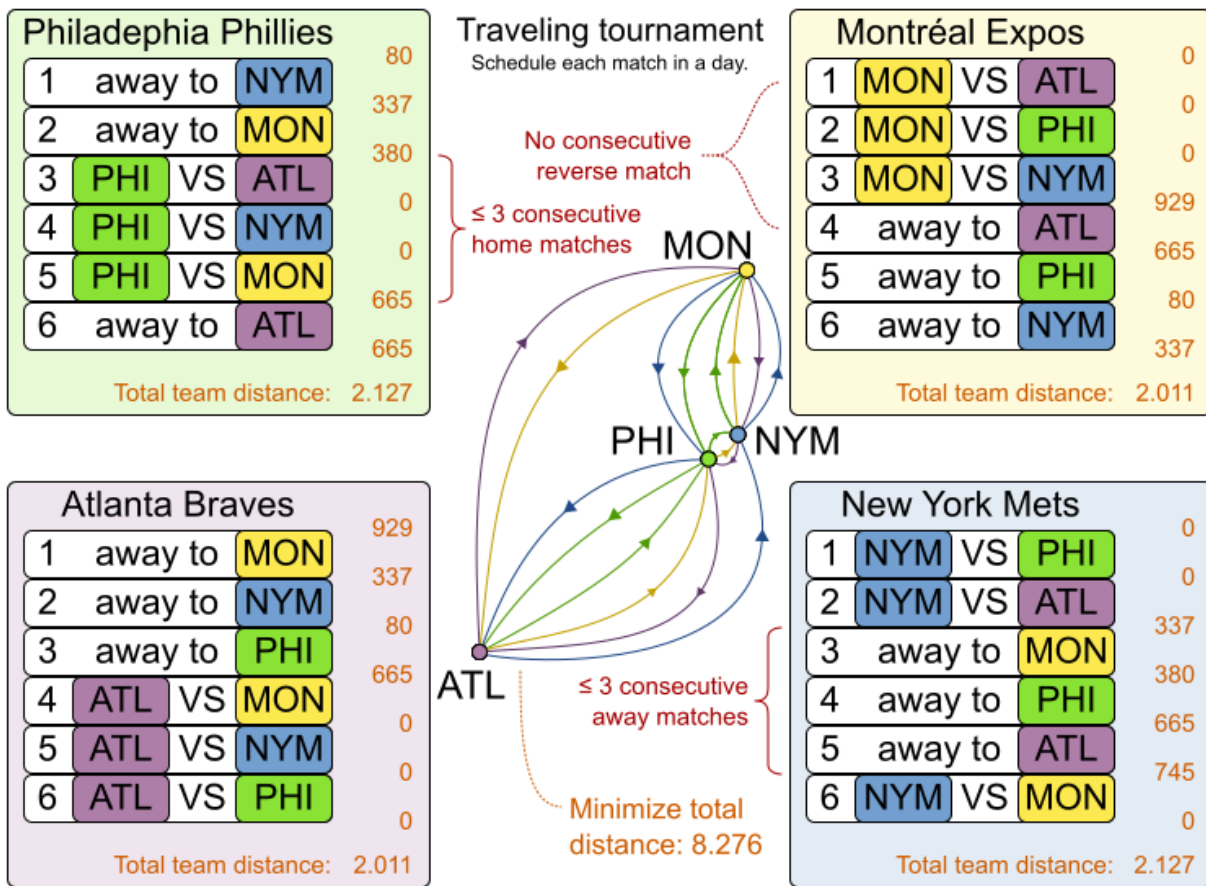 Philadephia Phillies
80
1 away to NYM
337
2 away to MON
380
3 PHI VS ATL
0
4 PHI VS NYM
0
5 PHI VS MON
665
6 away to ATL
665
Total team distance: 2.127
Traveling tournament
Schedule each match in a day.
No consecutive
reverse match
≤ 3 consecutive
home matches
Montréal Expos
0
1 MON VS ATL
0
2 MON VS PHI
0
3 MON VS NYM
929
4 away to ATL
665
5 away to PHI
80
6 away to NYM
337
Total team distance: 2.011
MON
PHI
NYM
ATL
Atlanta Braves
929
1 away to MON
337
2 away to NYM
80
3 away to PHI
665
4 ATL VS MON
0
5 ATL VS NYM
0
6 ATL VS PHI
0
Total team distance: 2.011
≤ 3 consecutive
away matches
Minimize total
distance: 8.276
New York Mets
0
1 NYM VS PHI
0
2 NYM VS ATL
337
3 away to MON
380
4 away to PHI
665
5 away to ATL
745
6 NYM VS MON
0
Total team distance: 2.127